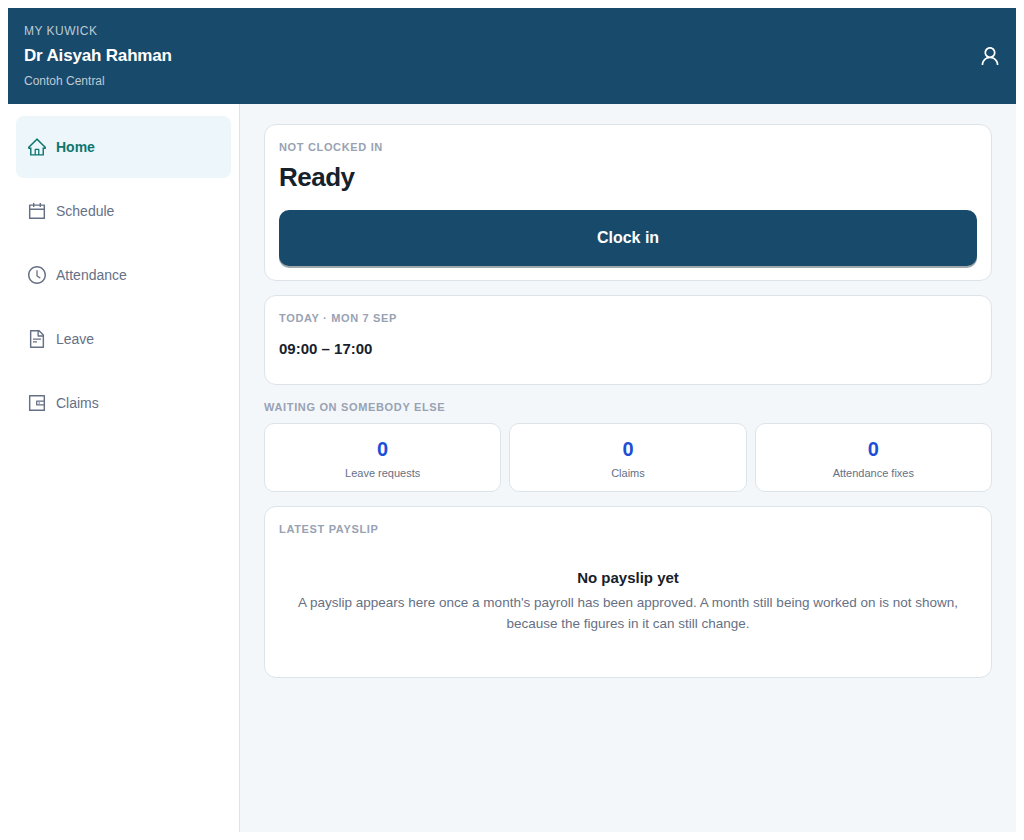 MY KUWICK
Dr Aisyah Rahman
Contoh Central
Home
Schedule
Attendance
Leave
Claims
NOT CLOCKED IN
Ready
Clock in
TODAY · MON 7 SEP
09:00 – 17:00
WAITING ON SOMEBODY ELSE
0
Leave requests
0
Claims
0
Attendance fixes
LATEST PAYSLIP
No payslip yet
A payslip appears here once a month's payroll has been approved. A month still being worked on is not shown,
because the figures in it can still change.